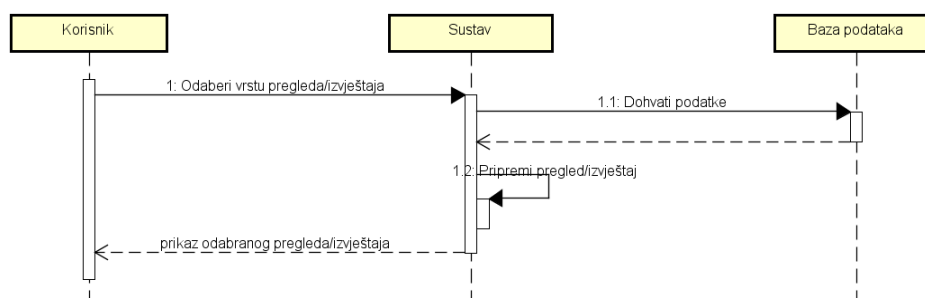 Korisnik
Sustav
Baza podataka
1: Odaberi vrstu pregleda/izvještaja
1.1: Dohvati podatke
1.2: Pripremi pregled/izvještaj
prikaz odabranog pregleda/izvještaja